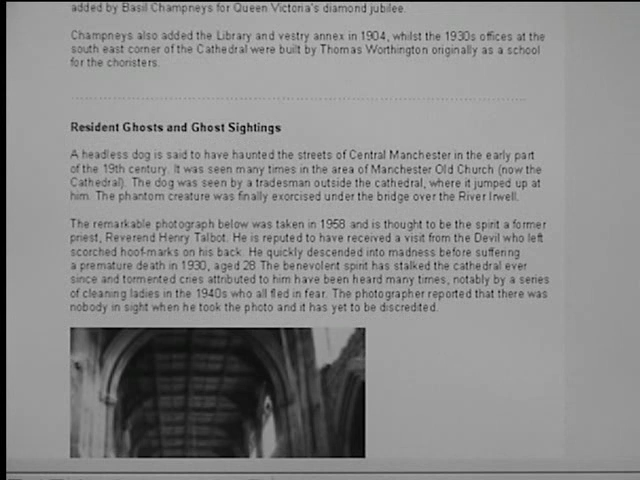 added by Basil Champneys for Queen Victoria's diamond jubilee.
Champneys also added the Library and vestry annex in 1904, whilst the 1930s offices at the
south east corner of the Cathedral were built by Thomas Worthington originally as a school
for the choristers.
Resident Ghosts and Ghost Sightings
A headless dog is said to have haunted the streets of Central Manchester in the early part
of the 19th century. It was seen many times in the area of Manchester Old Church (now the
Cathedral). The dog was seen by a tradesman outside the cathedral, where it jumped up at
him. The phantom creature was finally exorcised under the bridge over the River Irwell.
The remarkable photograph below was taken in 1958 and is thought to be the spirit a former
priest, Reverend Henry Talbot. He is reputed to have received a visit from the Devil who left
scorched hoof-marks on his back. He quickly descended into madness before suffering
a premature death in 1930, aged 28 The benevolent spirit has stalked the cathedral ever
since and tormented cries attributed to him have been heard many times, notably by a series
of cleaning ladies in the 1940s who all fled in fear. The photographer reported that there was
nobody in sight when he took the photo and it has yet to be discredited.